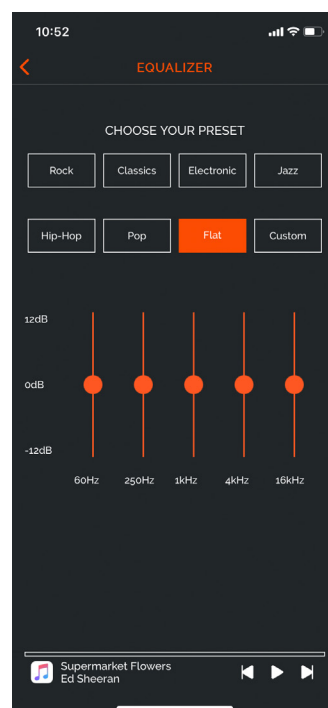 10:52
EQUALIZER
CHOOSE YOUR PRESET
Rock Classics Electronic Jazz
Hip-Hop Pop Flat Custom
12dB
0dB
-12dB
60Hz 250Hz 1kHz 4kHz 16kHz
Supermarket Flowers
Ed Sheeran